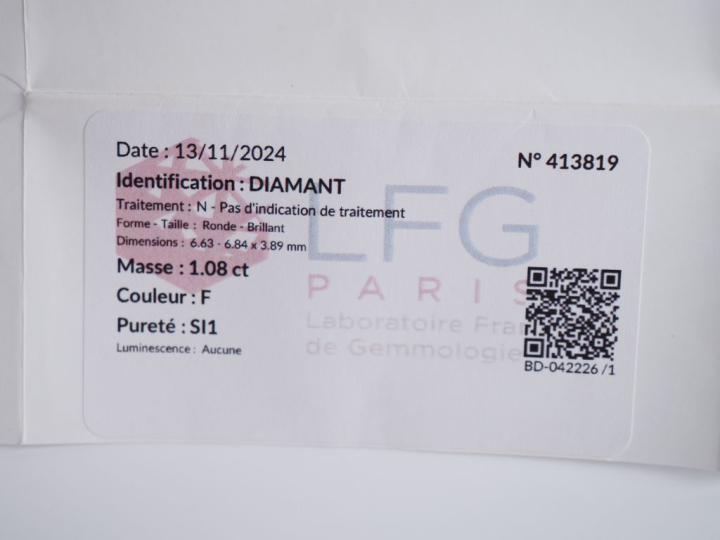 Date : 13/11/2024
N° 413819
Identification : DIAMANT
Traitement : N - Pas d'indication de traitement
Forme - Taille : Ronde - Brillant
Dimensions : 6.63 - 6.84 x 3.89 mm
Masse : 1.08 ct
Couleur : F
Pureté : SI1
Luminescence : Aucune
LFG
PARIS
Laboratoire Fran
de Gemmologie
BD-042226 /1